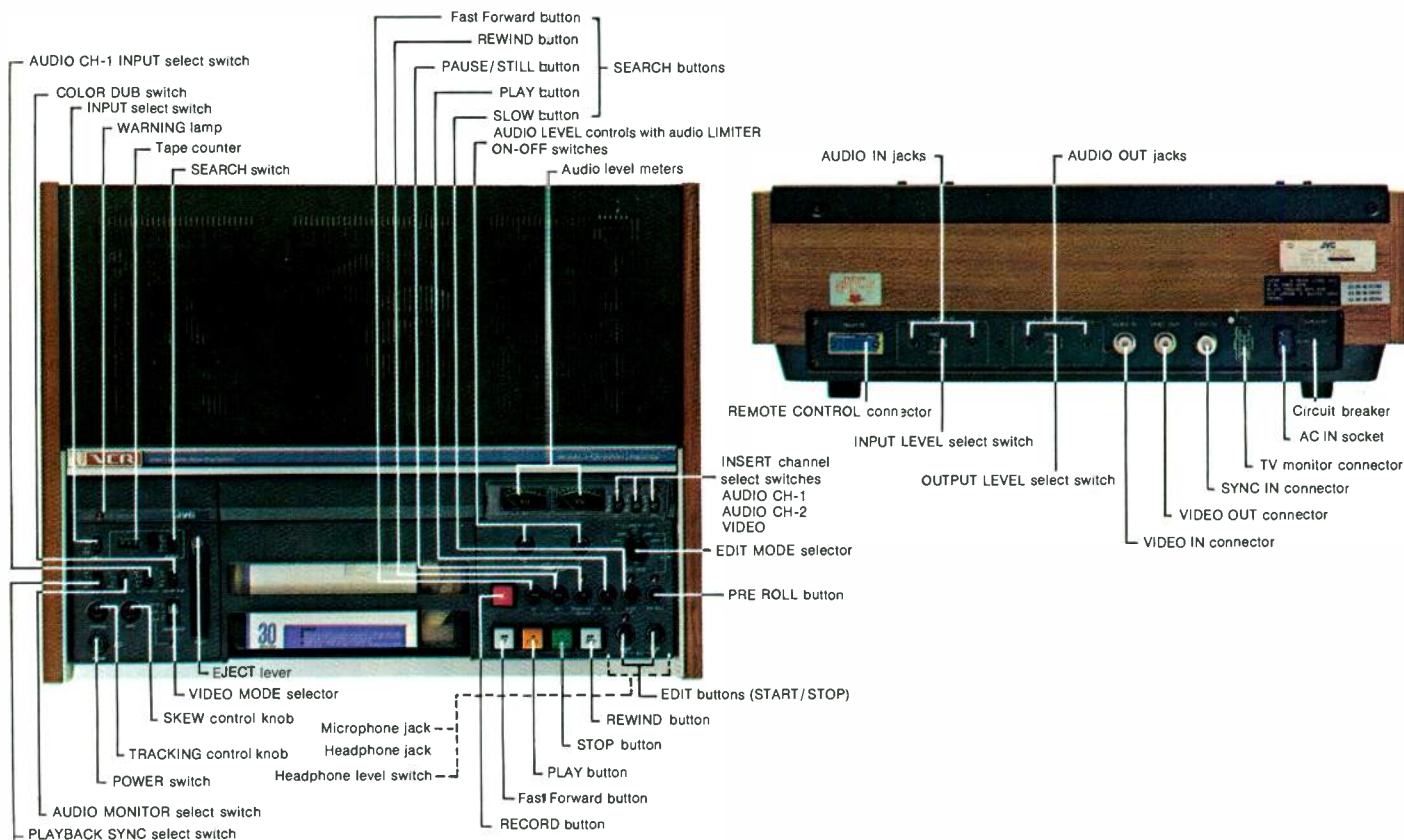 Fast Forward button
REWIND button
PAUSE/STILL button
PLAY button
SLOW button
SEARCH buttons
AUDIO LEVEL controls with audio LIMITER
ON-OFF switches
Audio level meters
AUDIO CH-1 INPUT select switch
COLOR DUB switch
INPUT select switch
WARNING lamp
Tape counter
SEARCH switch
VCR
JVC
30
INSERT channel
select switches
AUDIO CH-1
AUDIO CH-2
VIDEO
EDIT MODE selector
PRE ROLL button
EDIT buttons (START/STOP)
REWIND button
STOP button
PLAY button
Fast Forward button
RECORD button
Microphone jack
Headphone jack
Headphone level switch
EJECT lever
VIDEO MODE selector
SKEW control knob
TRACKING control knob
POWER switch
AUDIO MONITOR select switch
PLAYBACK SYNC select switch
AUDIO IN jacks
AUDIO OUT jacks
JVC
REMOTE CONTROL connector
INPUT LEVEL select switch
OUTPUT LEVEL select switch
Circuit breaker
AC IN socket
TV monitor connector
SYNC IN connector
VIDEO OUT connector
VIDEO IN connector